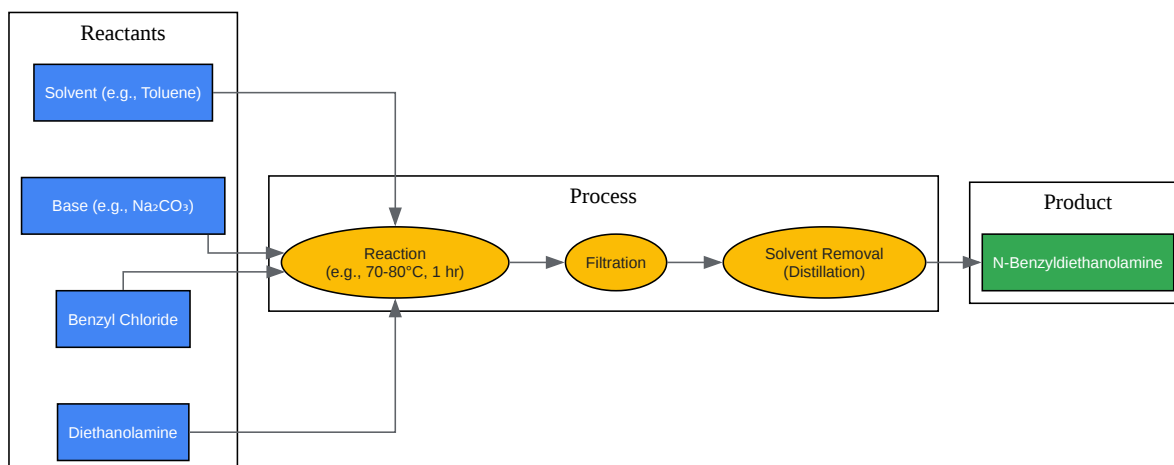 Reactants
Solvent (e.g., Toluene)
Base (e.g., Na₂CO₃)
Benzyl Chloride
Diethanolamine
Process
Reaction
(e.g., 70-80°C, 1 hr)
Filtration
Solvent Removal
(Distillation)
Product
N-Benzyldiethanolamine